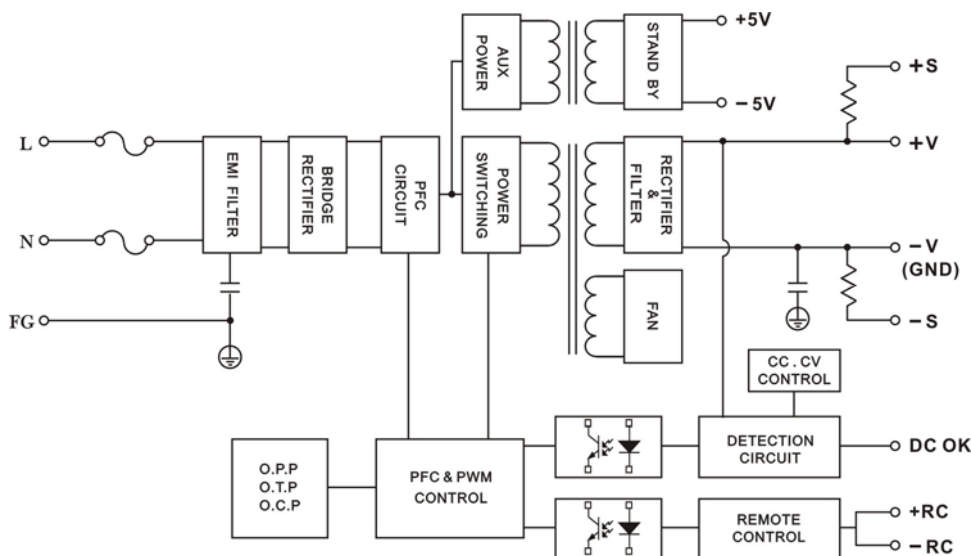 AUX
POWER
STAND BY
+5V
−5V
+S
L
EMI FILTER
BRIDGE
RECTIFIER
PFC
CIRCUIT
POWER
SWITCHING
RECTIFIER
&
FILTER
+V
N
−V
(GND)
FG
FAN
−S
CC . CV
CONTROL
O.P.P
O.T.P
O.C.P
PFC & PWM
CONTROL
DETECTION
CIRCUIT
DC OK
REMOTE
CONTROL
+RC
−RC